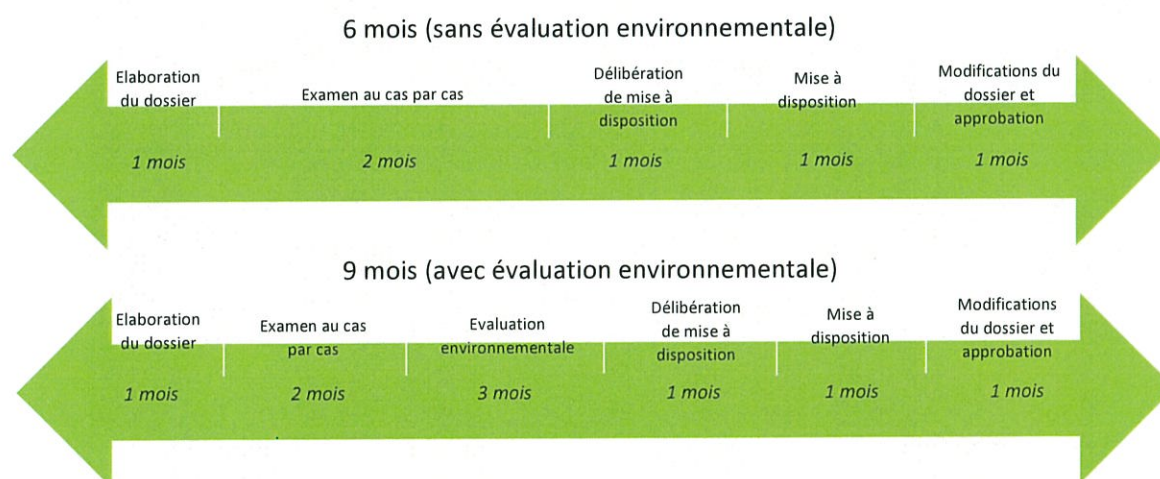 6 mois (sans évaluation environnementale)
Elaboration
du dossier
Examen au cas par cas
Délibération
de mise à
disposition
Mise à
disposition
Modifications du
dossier et
approbation
1 mois
2 mois
1 mois
1 mois
1 mois
9 mois (avec évaluation environnementale)
Elaboration
du dossier
Examen au cas
par cas
Evaluation
environnementale
Délibération
de mise à
disposition
Mise à
disposition
Modifications
du dossier et
approbation
1 mois
2 mois
3 mois
1 mois
1 mois
1 mois